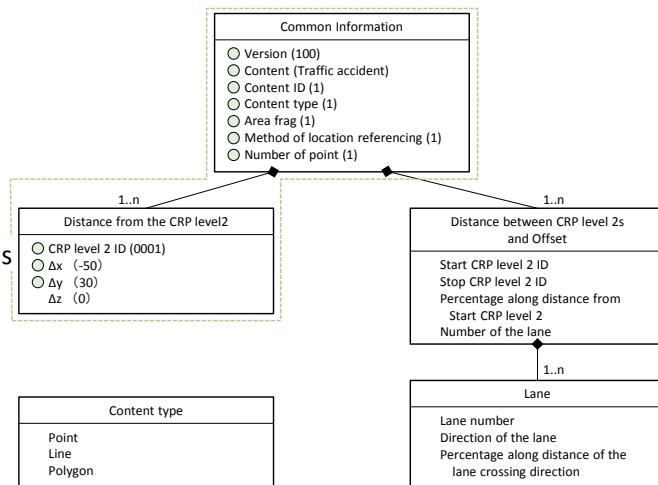 Common Information
Version (100)
Content (Traffic accident)
Content ID (1)
Content type (1)
Area frag (1)
Method of location referencing (1)
Number of point (1)
1..n
1..n
Distance from the CRP level2
CRP level 2 ID (0001)
Δx （-50）
Δy （30）
Δz （0）
s
Distance between CRP level 2s
and Offset
Start CRP level 2 ID
Stop CRP level 2 ID
Percentage along distance from
Start CRP level 2
Number of the lane
1..n
Content type
Point
Line
Polygon
Lane
Lane number
Direction of the lane
Percentage along distance of the
lane crossing direction